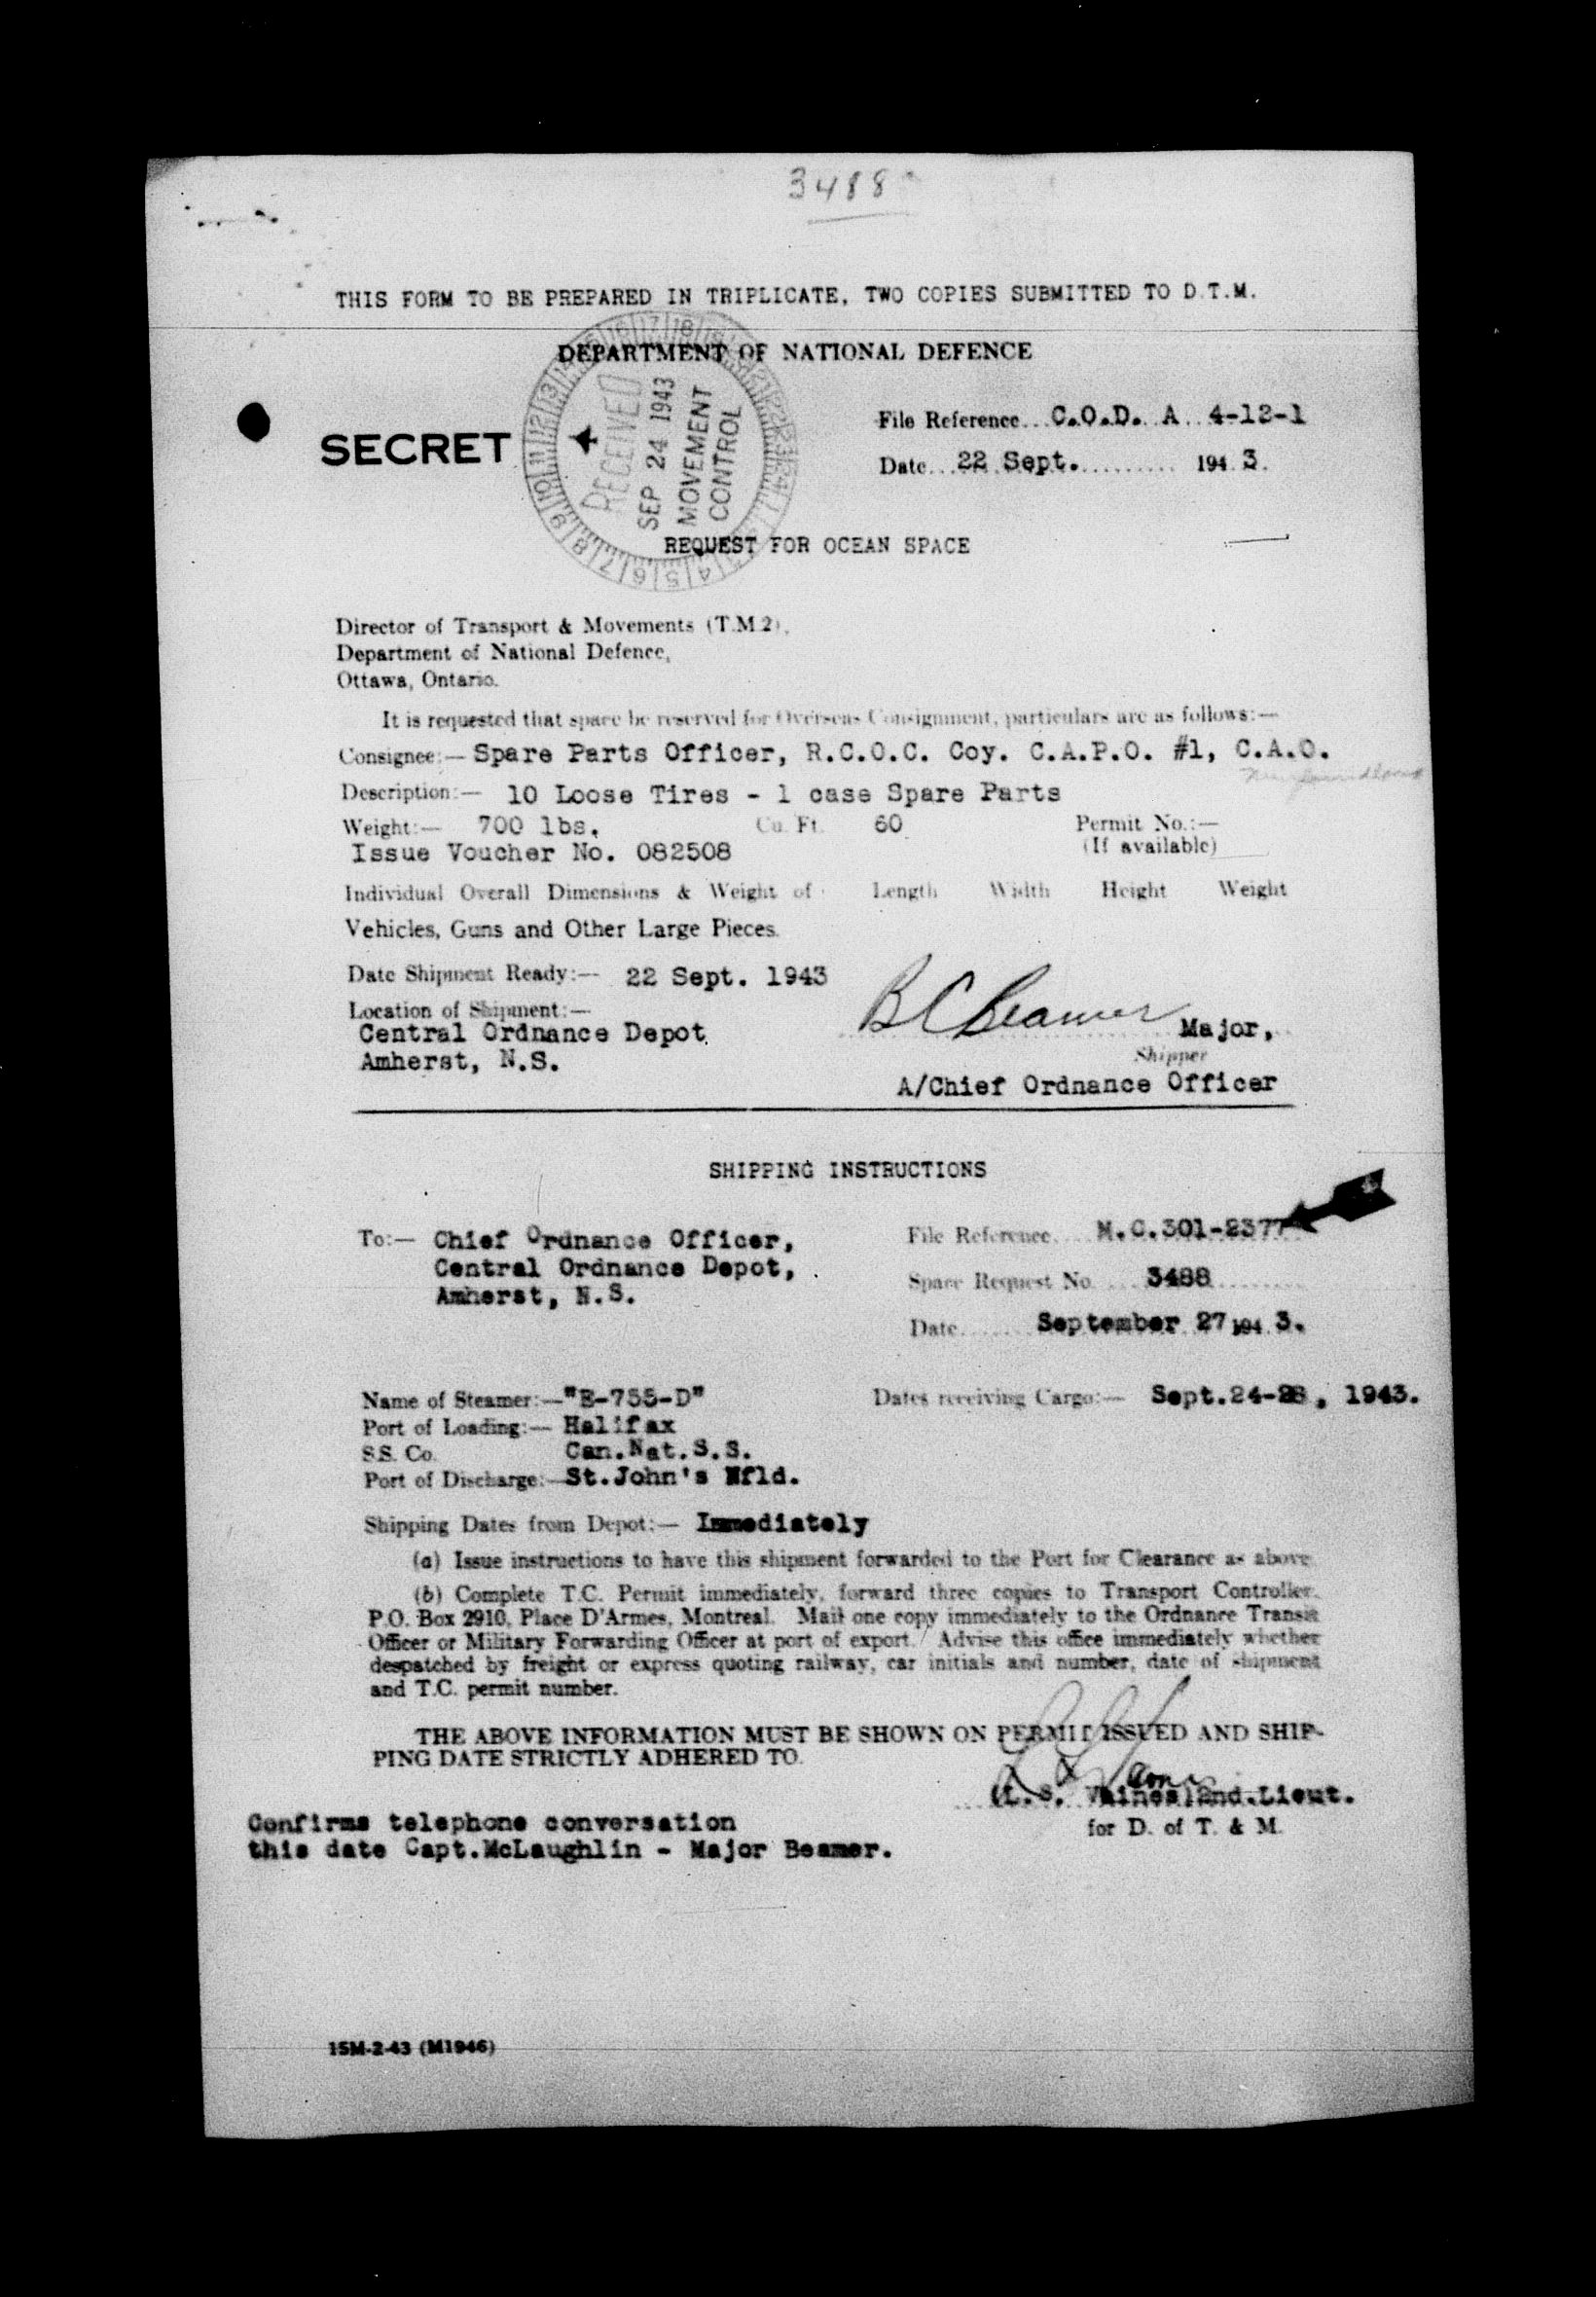 3488
THIS FORM TO BE PREPARED IN TRIPLICATE, TWO COPIES SUBMITTED TO D.T.M.
DEPARTMENT OF NATIONAL DEFENCE
SECRET
RECEIVED
SEP 24 1943
MOVEMENT
CONTROL
File Reference C.O.D. A 4-12-1
Date 22 Sept. 1943.
REQUEST FOR OCEAN SPACE
Director of Transport & Movements (T.M.2),
Department of National Defence,
Ottawa, Ontario.
It is requested that space be reserved for Overseas Consignment, particulars are as follows:—
Consignee:— Spare Parts Officer, R.C.O.C. Coy. C.A.P.O. #1, C.A.O.
Newfoundland
Description:— 10 Loose Tires - 1 case Spare Parts
Weight:— 700 lbs. Cu. Ft. 60 Permit No.:—
(If available)
Issue Voucher No. 082508
Individual Overall Dimensions & Weight of Length Width Height Weight
Vehicles, Guns and Other Large Pieces.
Date Shipment Ready:— 22 Sept. 1943
Location of Shipment:—
Central Ordnance Depot
Amherst, N.S.
B C Beamer Major,
Shipper
A/Chief Ordnance Officer
SHIPPING INSTRUCTIONS
To:— Chief Ordnance Officer,
Central Ordnance Depot,
Amherst, N.S.
File Reference M.C.301-2377
Space Request No. 3488
Date September 27 1943.
Name of Steamer:— "E-755-D" Dates receiving Cargo:— Sept.24-28, 1943.
Port of Loading:— Halifax
S.S. Co. Can.Nat.S.S.
Port of Discharge:— St.John's Nfld.
Shipping Dates from Depot:— Immediately
(a) Issue instructions to have this shipment forwarded to the Port for Clearance as above.
(b) Complete T.C. Permit immediately, forward three copies to Transport Controller,
P.O. Box 2910, Place D'Armes, Montreal. Mail one copy immediately to the Ordnance Transit
Officer or Military Forwarding Officer at port of export. Advise this office immediately whether
despatched by freight or express quoting railway, car initials and number, date of shipment
and T.C. permit number.
THE ABOVE INFORMATION MUST BE SHOWN ON PERMIT ISSUED AND SHIP-
PING DATE STRICTLY ADHERED TO.
(L.S. Vaines)2nd.Lieut.
for D. of T. & M.
Confirms telephone conversation
this date Capt.McLaughlin - Major Beamer.
15M-2-43 (M1946)